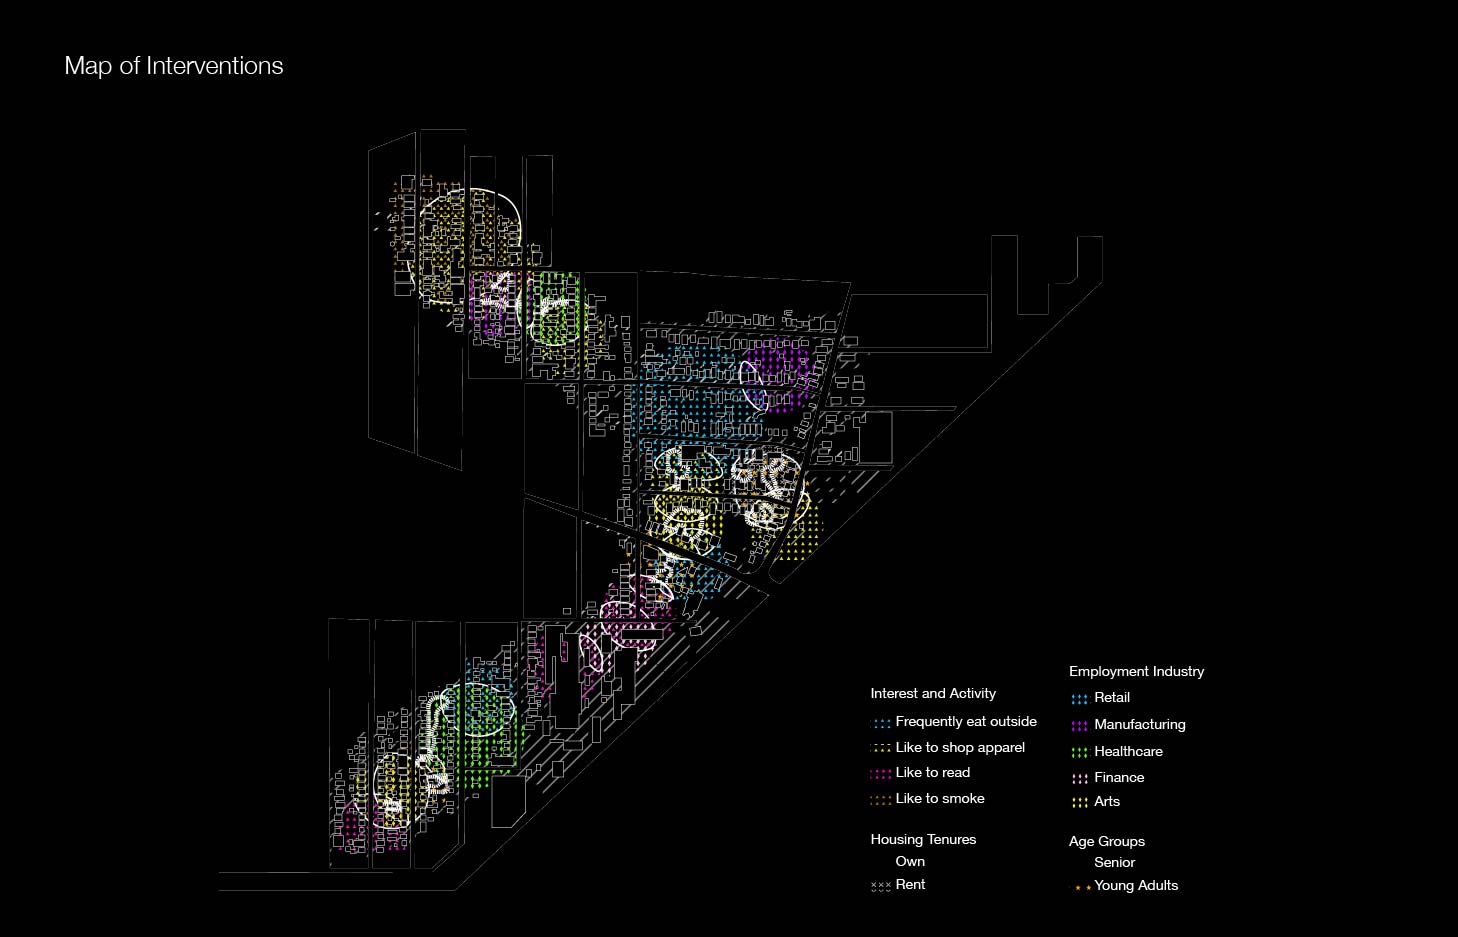 Map of Interventions
Interest and Activity
Frequently eat outside
Like to shop apparel
Like to read
Like to smoke
Housing Tenures
Own
Rent
Employment Industry
Retail
Manufacturing
Healthcare
Finance
Arts
Age Groups
Senior
Young Adults